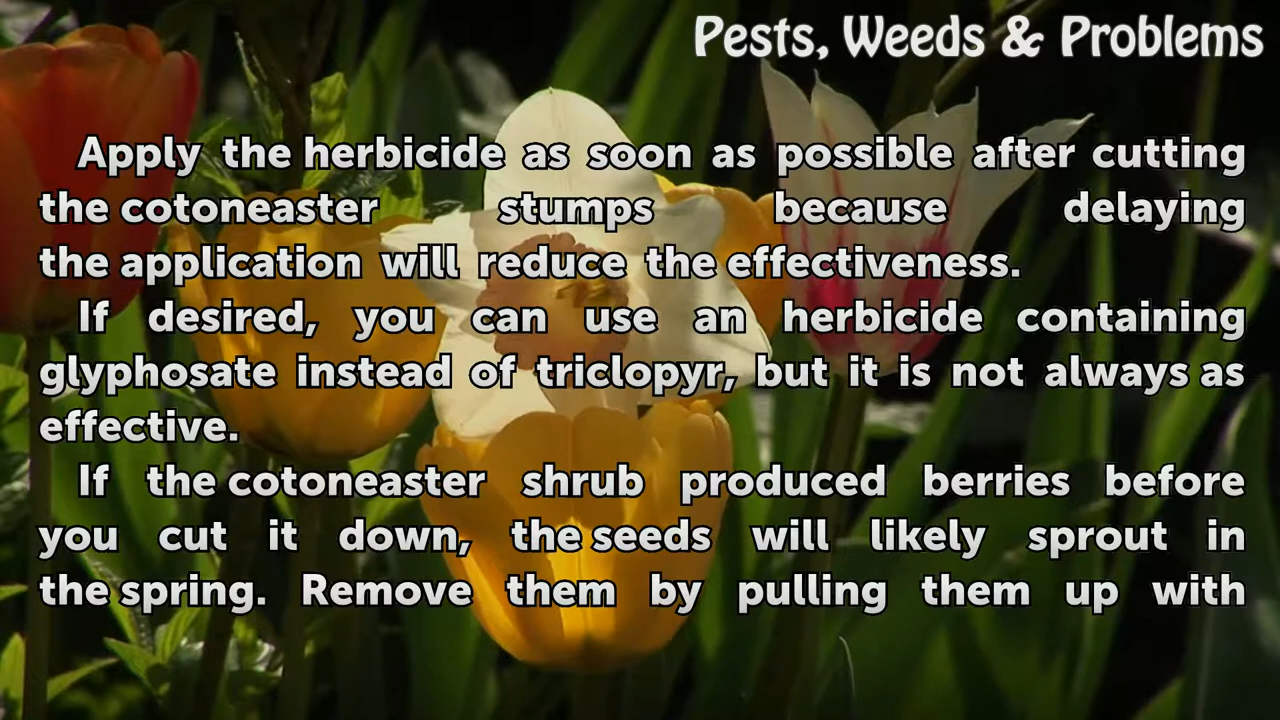 Pests, Weeds & Problems
Apply the herbicide as soon as possible after cutting
the cotoneaster stumps because delaying
the application will reduce the effectiveness.
If desired, you can use an herbicide containing
glyphosate instead of triclopyr, but it is not always as
effective.
If the cotoneaster shrub produced berries before
you cut it down, the seeds will likely sprout in
the spring. Remove them by pulling them up with